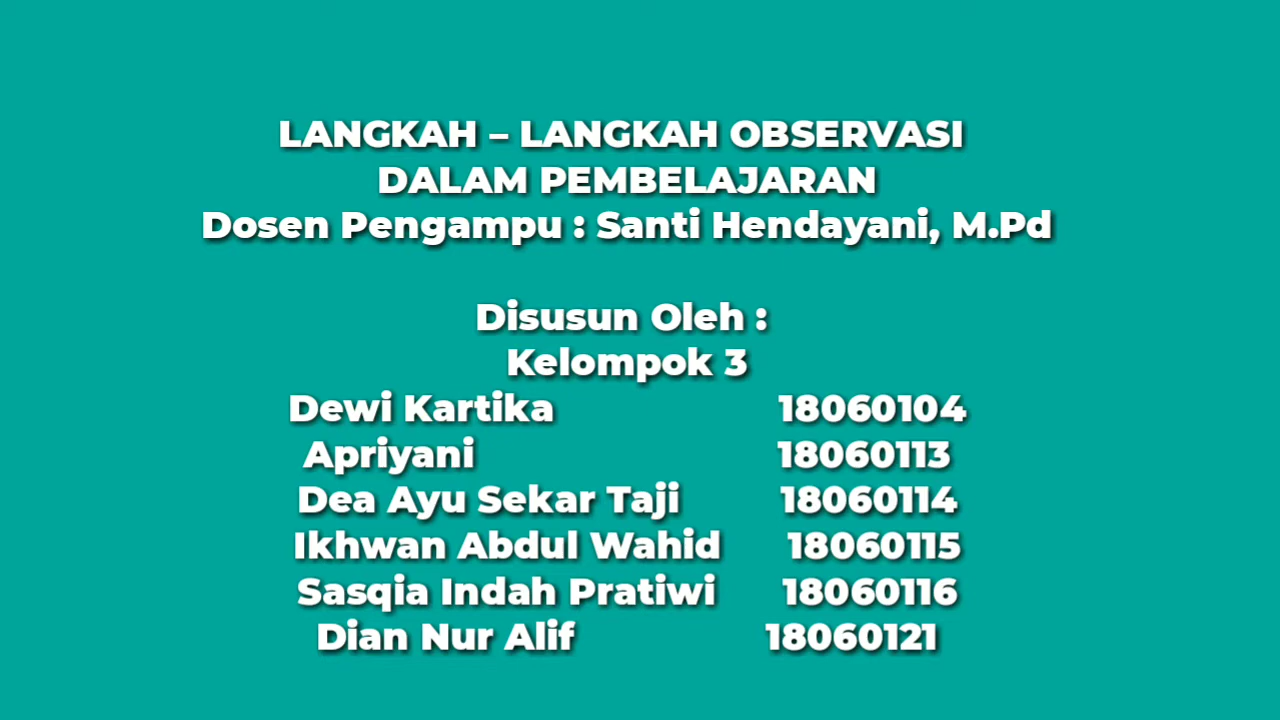 LANGKAH – LANGKAH OBSERVASI
DALAM PEMBELAJARAN
Dosen Pengampu : Santi Hendayani, M.Pd
Disusun Oleh :
Kelompok 3
Dewi Kartika 18060104
Apriyani 18060113
Dea Ayu Sekar Taji 18060114
Ikhwan Abdul Wahid 18060115
Sasqia Indah Pratiwi 18060116
Dian Nur Alif 18060121